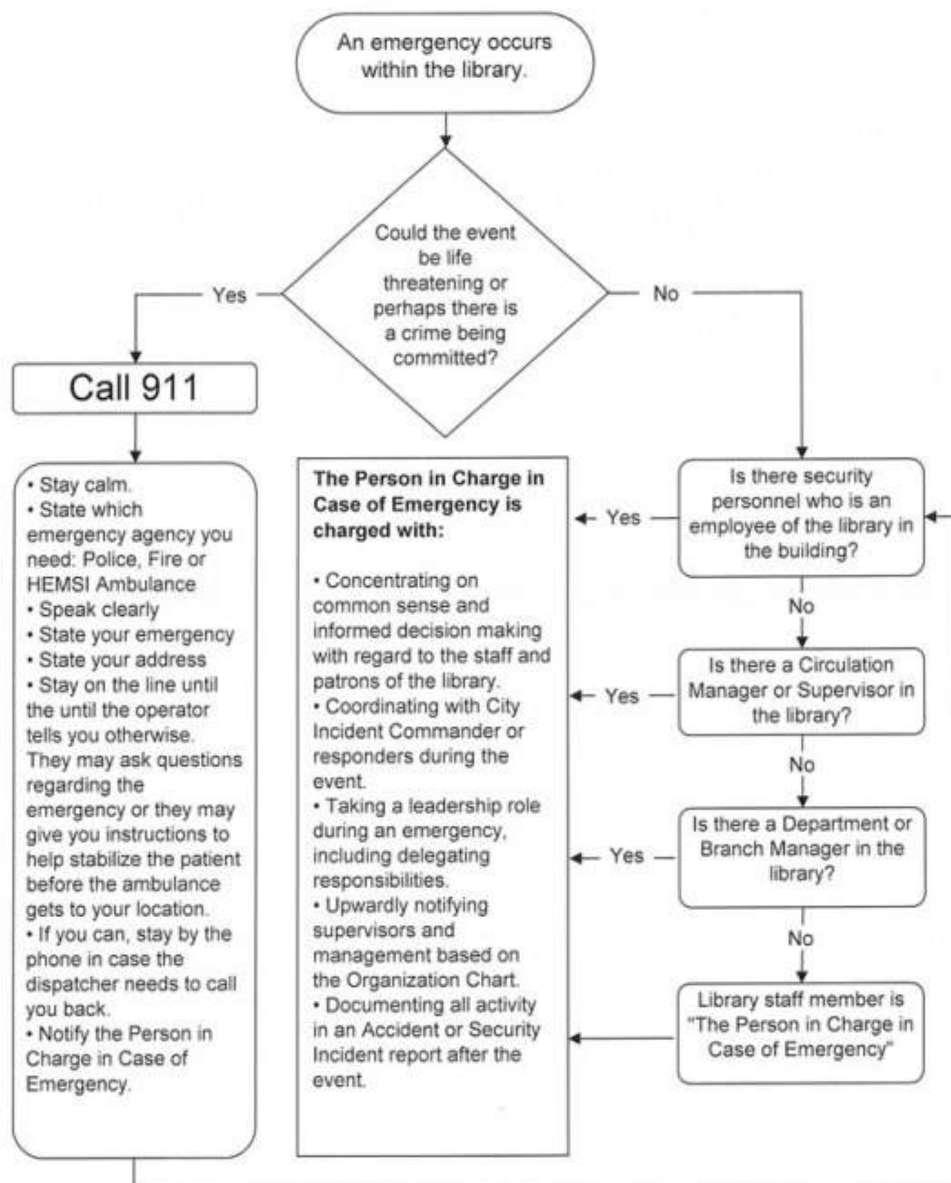 An emergency occurs
within the library.
Could the event
be life
threatening or
perhaps there is
a crime being
committed?
Yes
No
Call 911
• Stay calm.
• State which
emergency agency you
need: Police, Fire or
HEMSI Ambulance
• Speak clearly
• State your emergency
• State your address
• Stay on the line until
the until the operator
tells you otherwise.
They may ask questions
regarding the
emergency or they may
give you instructions to
help stabilize the patient
before the ambulance
gets to your location.
• If you can, stay by the
phone in case the
dispatcher needs to call
you back.
• Notify the Person in
Charge in Case of
Emergency.
The Person in Charge in
Case of Emergency is
charged with:
• Concentrating on
common sense and
informed decision making
with regard to the staff and
patrons of the library.
• Coordinating with City
Incident Commander or
responders during the
event.
• Taking a leadership role
during an emergency,
including delegating
responsibilities.
• Upwardly notifying
supervisors and
management based on
the Organization Chart.
• Documenting all activity
in an Accident or Security
Incident report after the
event.
Is there security
personnel who is an
employee of the library in
the building?
Yes
No
Is there a Circulation
Manager or Supervisor in
the library?
Yes
No
Is there a Department or
Branch Manager in the
library?
Yes
No
Library staff member is
"The Person in Charge in
Case of Emergency"